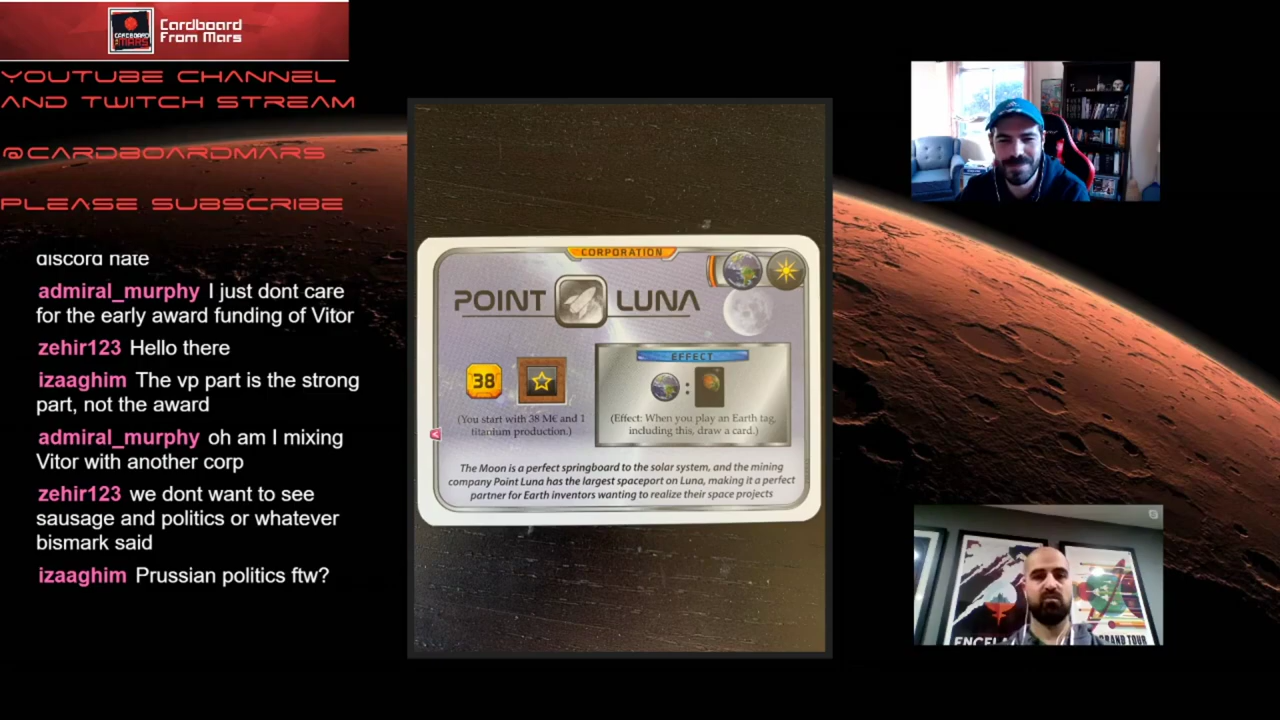 Cardboard
From Mars
CARDBOARD
MARS
YOUTUBE CHANNEL
AND TWITCH STREAM
@CARDBOARDMARS
PLEASE SUBSCRIBE
discord hate
admiral_murphy I just dont care
for the early award funding of Vitor
zehir123 Hello there
izaaghim The vp part is the strong
part, not the award
admiral_murphy oh am I mixing
Vitor with another corp
zehir123 we dont want to see
sausage and politics or whatever
bismark said
izaaghim Prussian politics ftw?
CORPORATION
POINT LUNA
38
(You start with 38 M€ and 1
titanium production.)
EFFECT
:
(Effect: When you play an Earth tag,
including this, draw a card.)
The Moon is a perfect springboard to the solar system, and the mining
company Point Luna has the largest spaceport on Luna, making it a perfect
partner for Earth inventors wanting to realize their space projects
GRAND TOUR